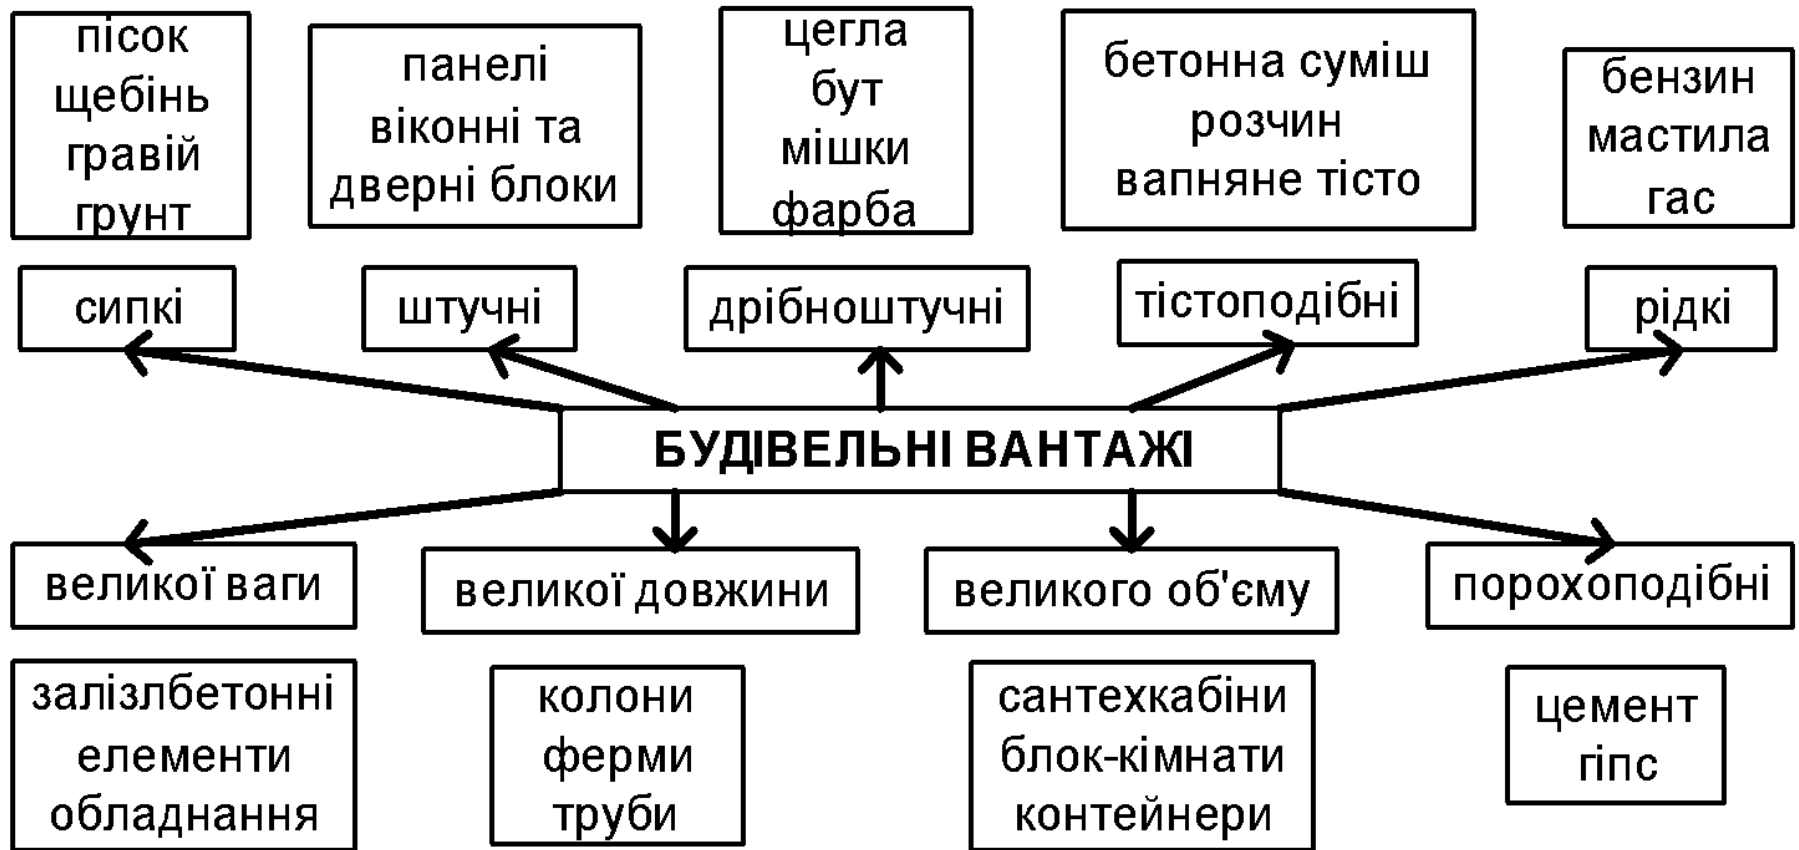 пісок
щебінь
гравій
грунт
панелі
віконні та
дверні блоки
цегла
бут
мішки
фарба
бетонна суміш
розчин
вапняне тісто
бензин
мастила
гас
сипкі
штучні
дрібноштучні
тістоподібні
рідкі
БУДІВЕЛЬНІ ВАНТАЖІ
великої ваги
великої довжини
великого об'єму
порохоподібні
залізлбетонні
елементи
обладнання
колони
ферми
труби
сантехкабіни
блок-кімнати
контейнери
цемент
гіпс